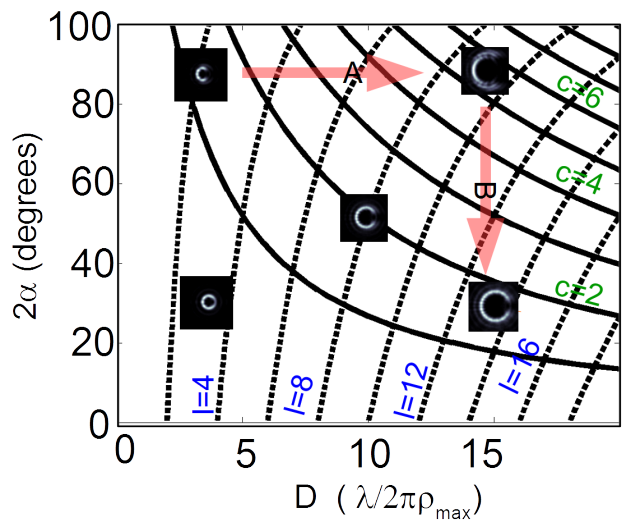 100
80
60
40
20
0
2α (degrees)
A
B
c=6
c=4
c=2
l=4
l=8
l=12
l=16
0
5
10
15
D ( λ/2πρmax)